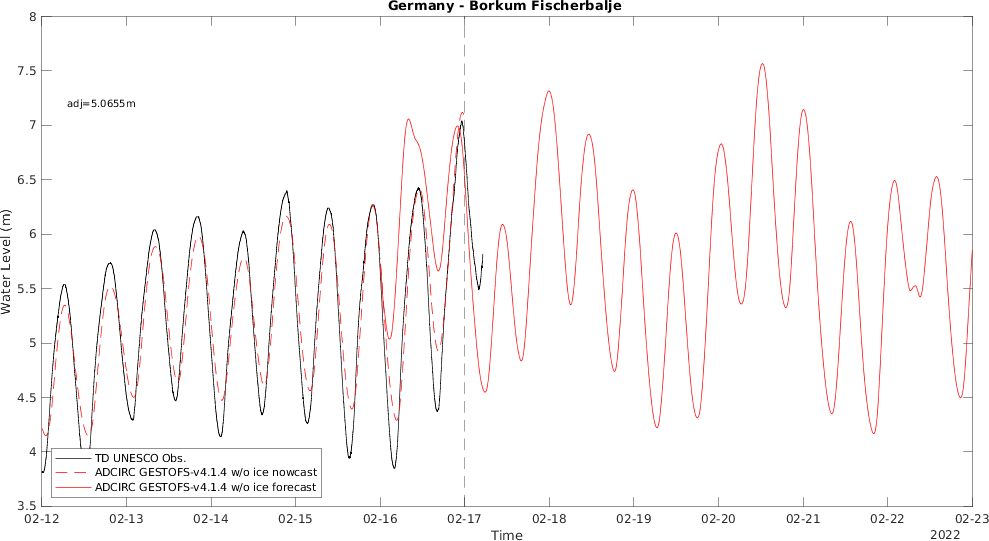 Germany - Borkum Fischerbalje
8
7.5
adj=5.0655m
7
6.5
6
5.5
5
4.5
4
3.5
Water Level (m)
TD UNESCO Obs.
ADCIRC GESTOFS-v4.1.4 w/o ice nowcast
ADCIRC GESTOFS-v4.1.4 w/o ice forecast
02-12 02-13 02-14 02-15 02-16 02-17 02-18 02-19 02-20 02-21 02-22 02-23
Time
2022